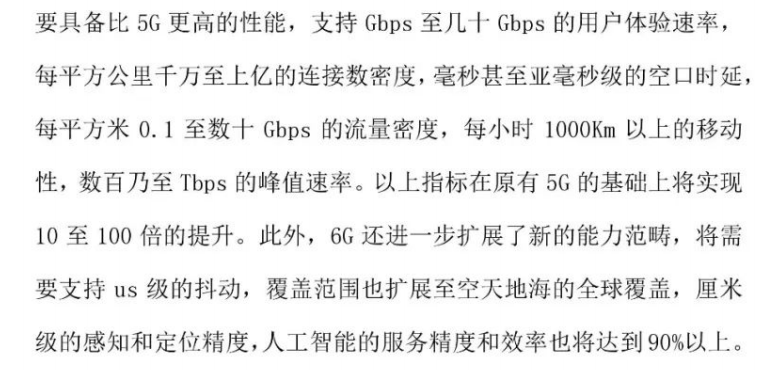 要具备比 5G 更高的性能，支持 Gbps 至几十 Gbps 的用户体验速率，
每平方公里千万至上亿的连接数密度，毫秒甚至亚毫秒级的空口时延，
每平方米 0.1 至数十 Gbps 的流量密度，每小时 1000Km 以上的移动
性，数百乃至 Tbps 的峰值速率。以上指标在原有 5G 的基础上将实现
10 至 100 倍的提升。此外，6G 还进一步扩展了新的能力范畴，将需
要支持 us 级的抖动，覆盖范围也扩展至空天地海的全球覆盖，厘米
级的感知和定位精度，人工智能的服务精度和效率也将达到 90%以上。